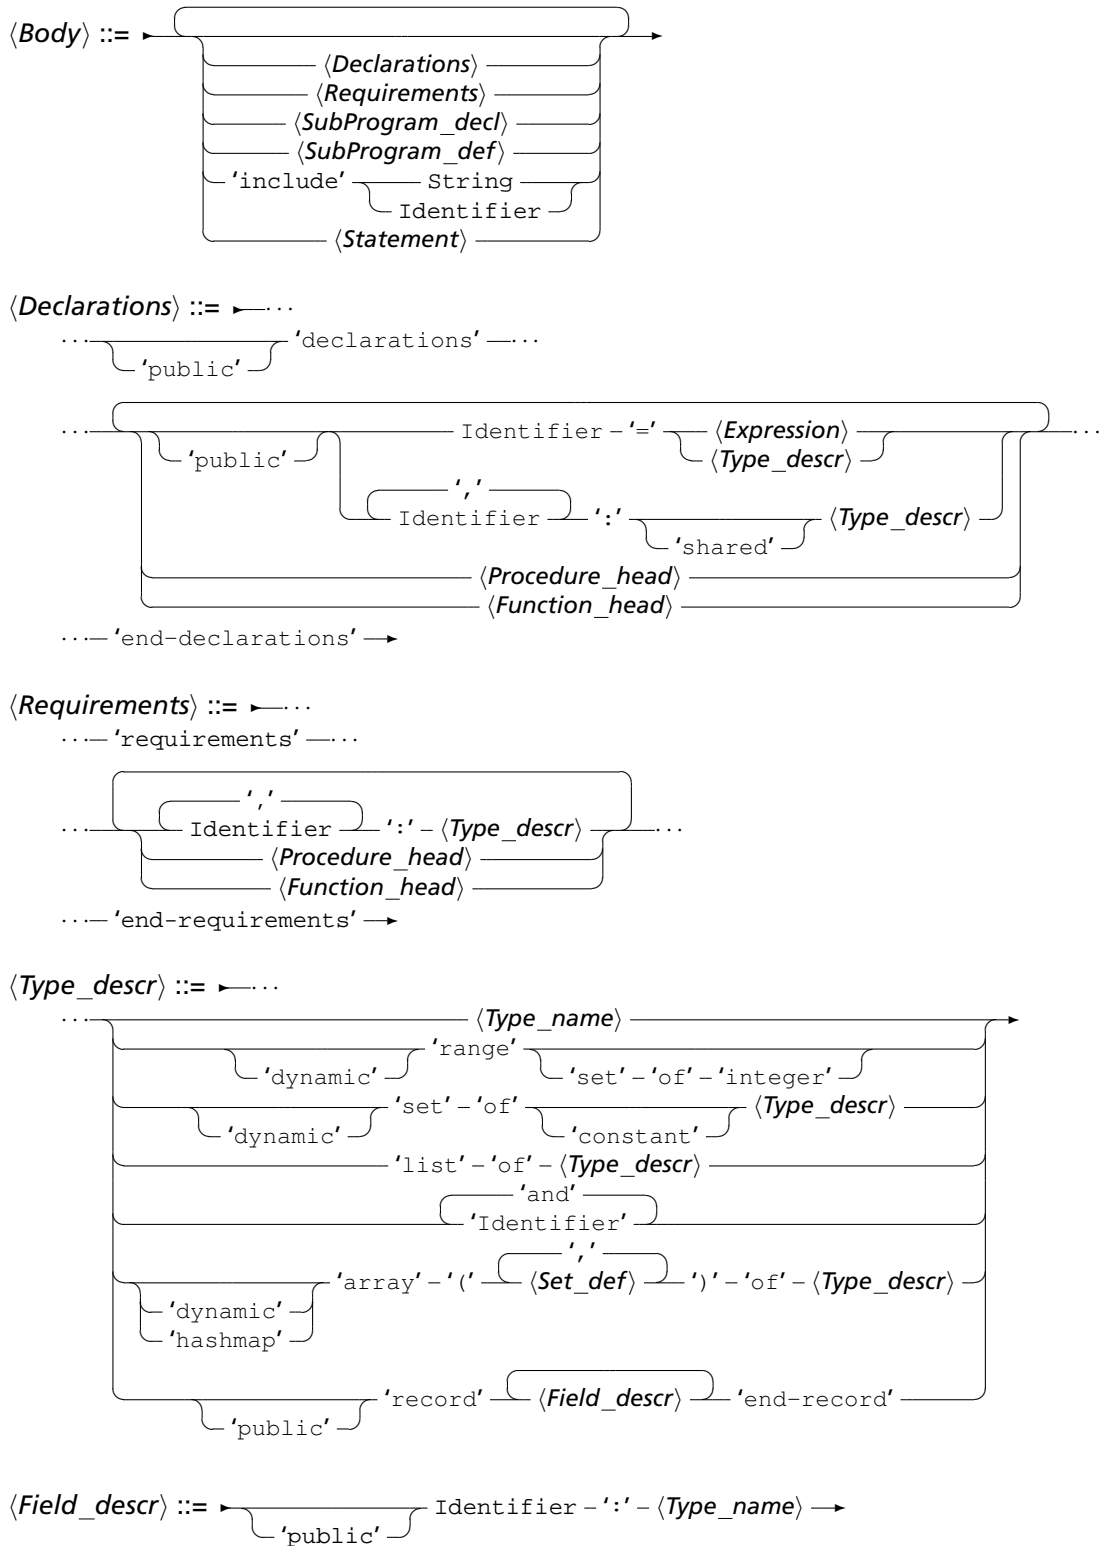 ⟨Body⟩ ::=
⟨Declarations⟩
⟨Requirements⟩
⟨SubProgram_decl⟩
⟨SubProgram_def⟩
‘include’ String
Identifier
⟨Statement⟩
⟨Declarations⟩ ::= ···
··· ‘declarations’ ···
‘public’
··· Identifier ‘=’ ⟨Expression⟩ ···
‘public’ ⟨Type_descr⟩
‘,’
Identifier ‘:’ ⟨Type_descr⟩
‘shared’
⟨Procedure_head⟩
⟨Function_head⟩
··· ‘end-declarations’
⟨Requirements⟩ ::= ···
··· ‘requirements’ ···
‘,’
··· Identifier ‘:’ ⟨Type_descr⟩ ···
⟨Procedure_head⟩
⟨Function_head⟩
··· ‘end-requirements’
⟨Type_descr⟩ ::= ···
··· ⟨Type_name⟩
‘range’
‘dynamic’ ‘set’ ‘of’ ‘integer’
‘set’ ‘of’ ⟨Type_descr⟩
‘dynamic’ ‘constant’
‘list’ ‘of’ ⟨Type_descr⟩
‘and’
‘Identifier’
‘,’
‘array’ ‘(’ ⟨Set_def⟩ ‘)’ ‘of’ ⟨Type_descr⟩
‘dynamic’
‘hashmap’
‘record’ ⟨Field_descr⟩ ‘end-record’
‘public’
⟨Field_descr⟩ ::= Identifier ‘:’ ⟨Type_name⟩
‘public’